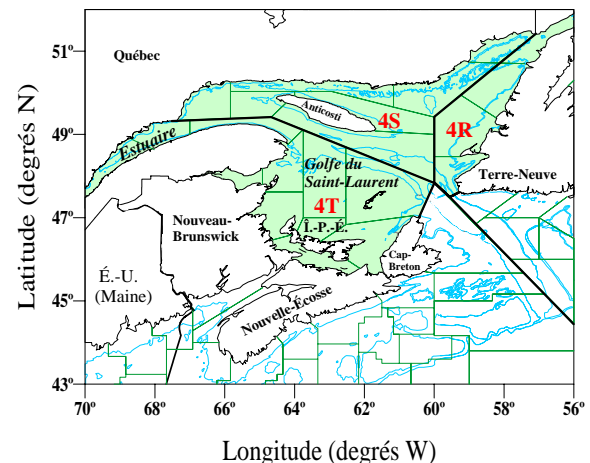 51º
Québec
Anticosti
4S
49º
Estuaire
4R
Golfe du
Saint-Laurent
Terre-Neuve
4T
47º
Nouveau-
Brunswick
Î.-P.-É.
Cap-
Breton
É.-U.
(Maine)
45º
Nouvelle-Écosse
43º
70º 68º 66º 64º 62º 60º 58º 56º
Latitude (degrés N)
Longitude (degrés W)